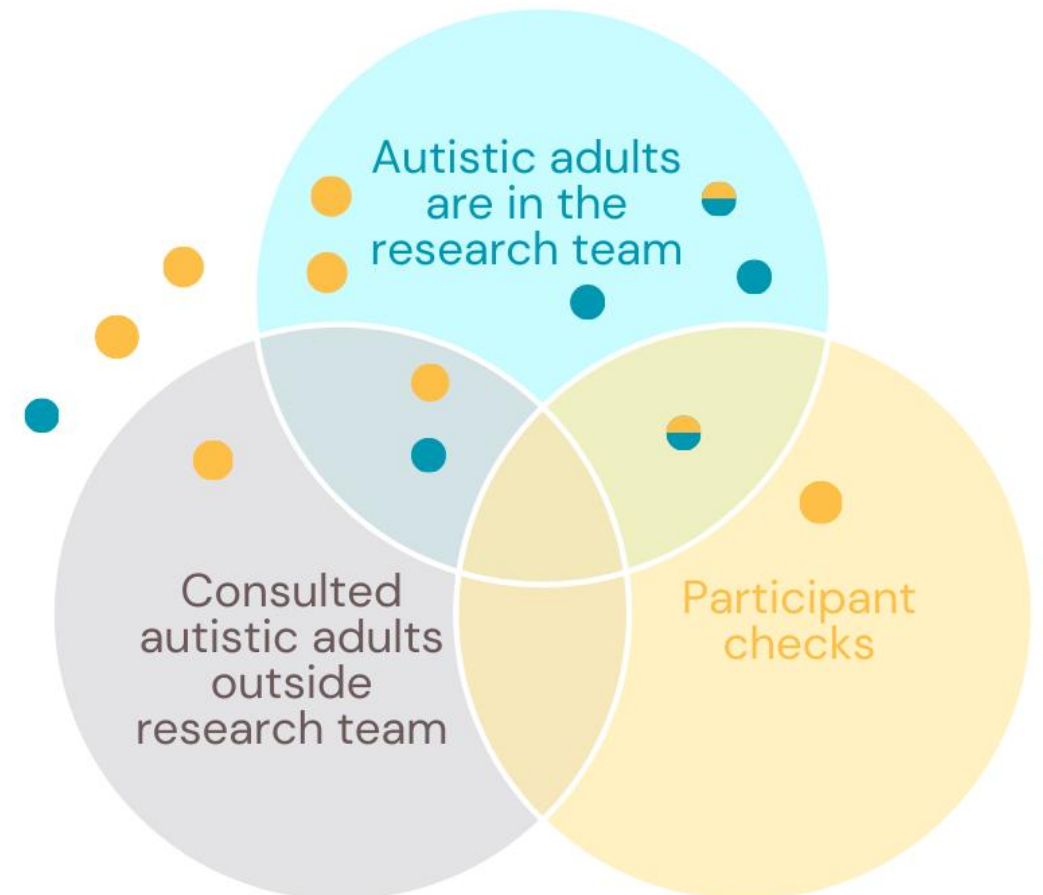 Autistic adults
are in the
research team
Consulted
autistic adults
outside
research team
Participant
checks